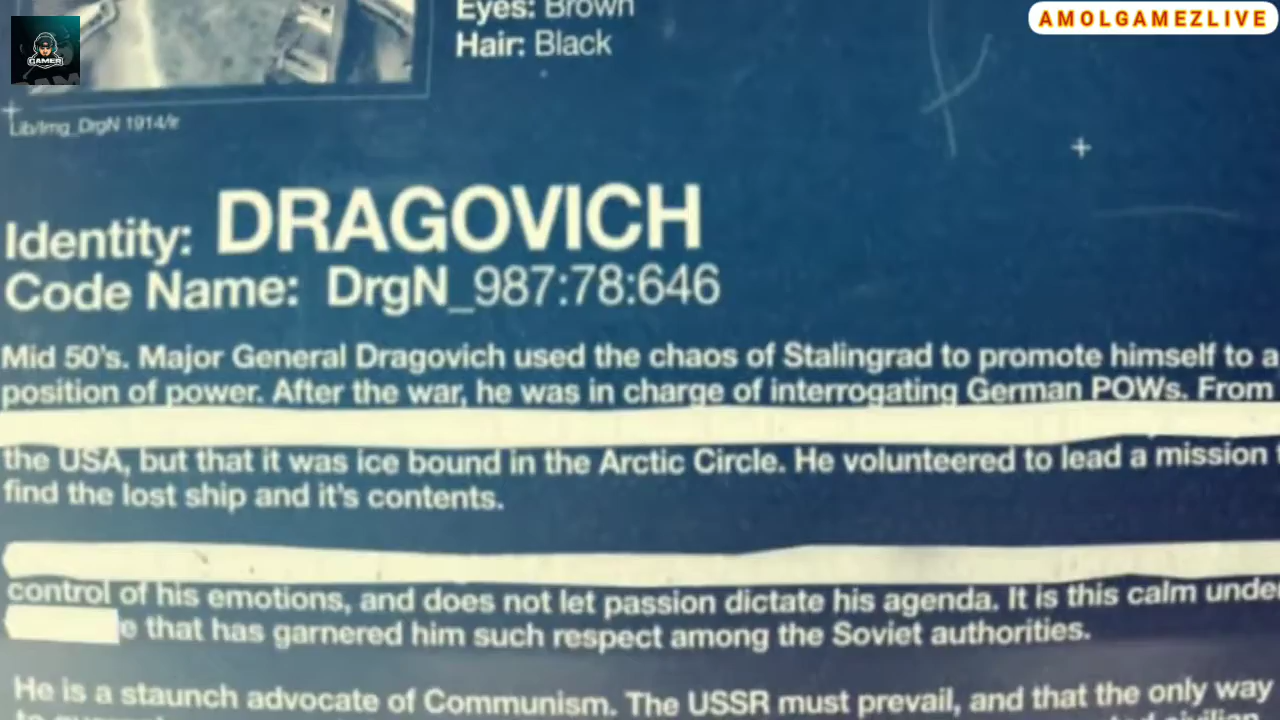 Eyes: Brown
AMOLGAMEZLIVE
Hair: Black
GAMER
Lib/Img_DrgN 1914/lr
Identity: DRAGOVICH
Code Name: DrgN_987:78:646
Mid 50's. Major General Dragovich used the chaos of Stalingrad to promote himself to a
position of power. After the war, he was in charge of interrogating German POWs. From
the USA, but that it was ice bound in the Arctic Circle. He volunteered to lead a mission
find the lost ship and it's contents.
control of his emotions, and does not let passion dictate his agenda. It is this calm unde
e that has garnered him such respect among the Soviet authorities.
He is a staunch advocate of Communism. The USSR must prevail, and that the only way